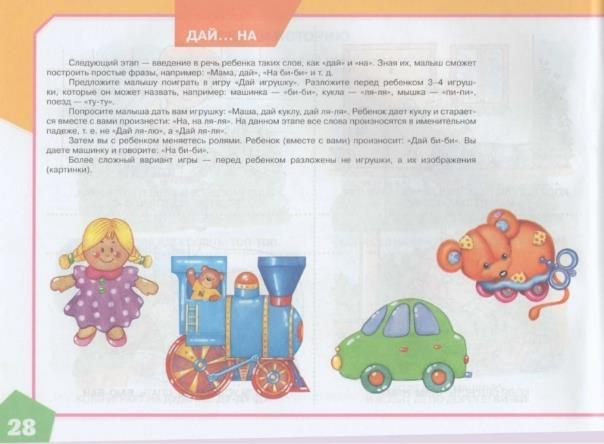 ДАЙ... НА
Следующий этап — введение в речь ребенка таких слов, как «дай» и «на». Зная их, малыш сможет
построить простые фразы, например: «Мама, дай», «На би-би» и т. д.
Предложите малышу поиграть в игру «Дай игрушку». Разложите перед ребенком 3–4 игруш-
ки, которые он может назвать, например: машинка — «би-би», кукла — «ля-ля», мышка — «пи-пи»,
поезд — «ту-ту».
Попросите малыша дать вам игрушку: «Маша, дай куклу, дай ля-ля». Ребенок дает куклу и старает-
ся вместе с вами произнести: «На, на ля-ля». На данном этапе все слова произносятся в именительном
падеже, т. е. не «Дай ля-лю», а «Дай ля-ля».
Затем вы с ребенком меняетесь ролями. Ребенок (вместе с вами) произносит: «Дай би-би». Вы
даете машинку и говорите: «На би-би».
Более сложный вариант игры — перед ребенком разложены не игрушки, а их изображения
(картинки).
28